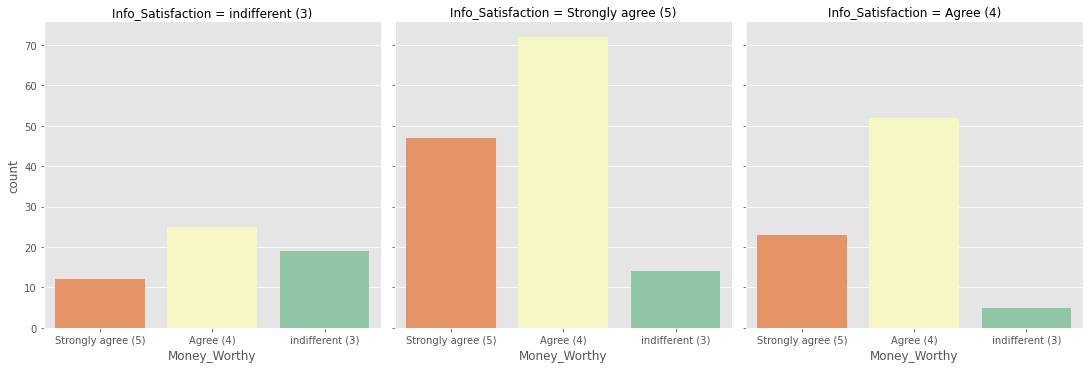 Info_Satisfaction = indifferent (3)
Info_Satisfaction = Strongly agree (5)
Info_Satisfaction = Agree (4)
count
70
60
50
40
30
20
10
0
Strongly agree (5) Agree (4) indifferent (3)
Money_Worthy
Strongly agree (5) Agree (4) indifferent (3)
Money_Worthy
Strongly agree (5) Agree (4) indifferent (3)
Money_Worthy